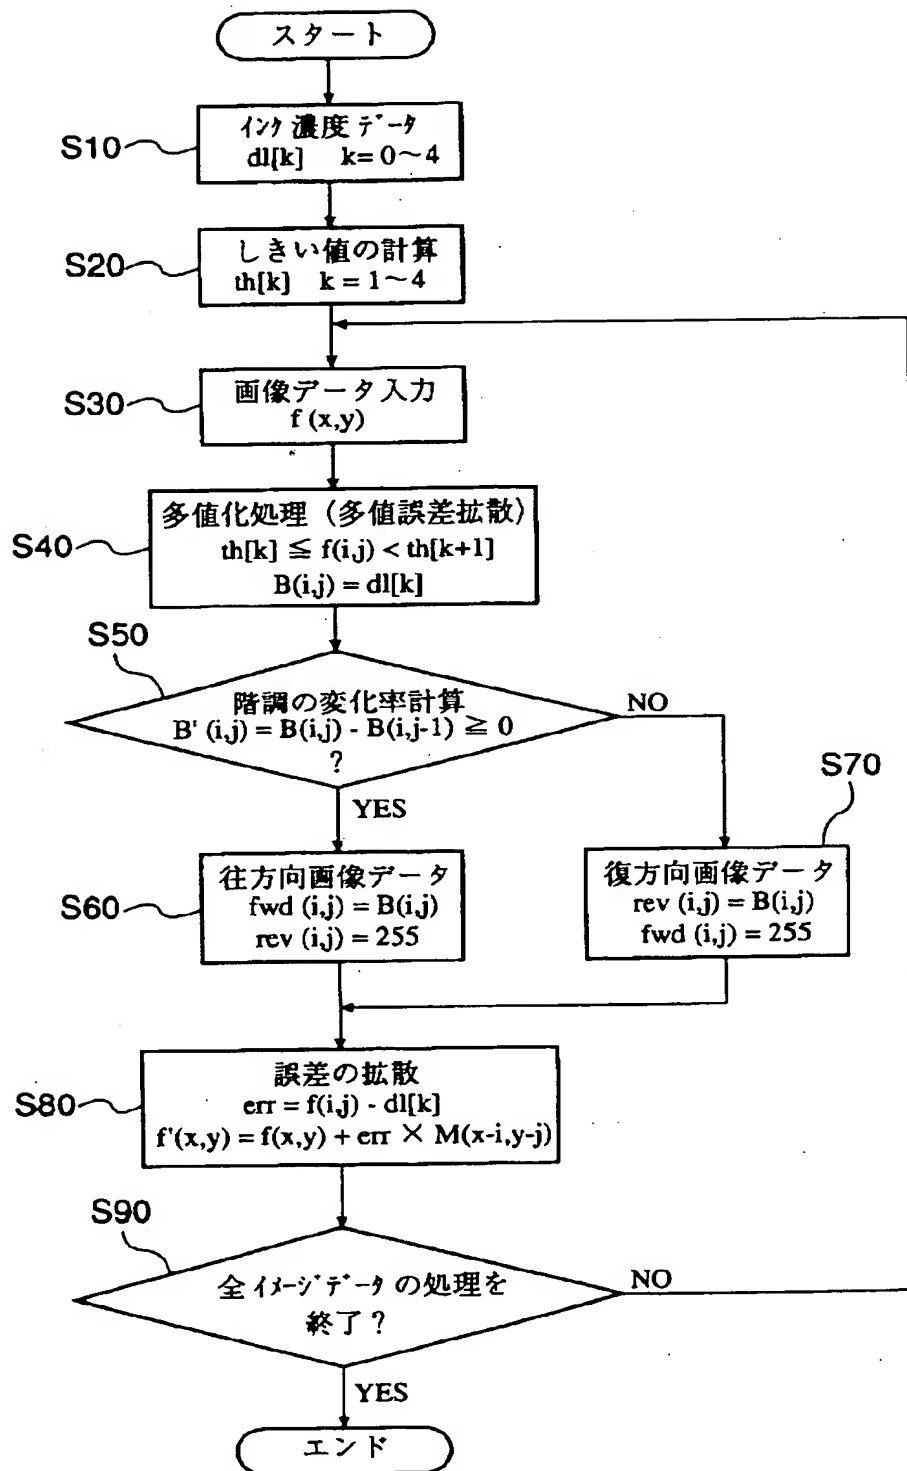 スタート
S10
インク濃度データ
dl[k] k=0～4
S20
しきい値の計算
th[k] k=1～4
S30
画像データ入力
f (x,y)
S40
多値化処理（多値誤差拡散）
th[k] ≦ f(i,j) < th[k+1]
B(i,j) = dl[k]
S50
階調の変化率計算
B' (i,j) = B(i,j) - B(i,j-1) ≧ 0
?
NO
YES
S60
往方向画像データ
fwd (i,j) = B(i,j)
rev (i,j) = 255
S70
復方向画像データ
rev (i,j) = B(i,j)
fwd (i,j) = 255
S80
誤差の拡散
err = f(i,j) - dl[k]
f'(x,y) = f(x,y) + err × M(x-i,y-j)
S90
全イメージデータの処理を
終了？
NO
YES
エンド